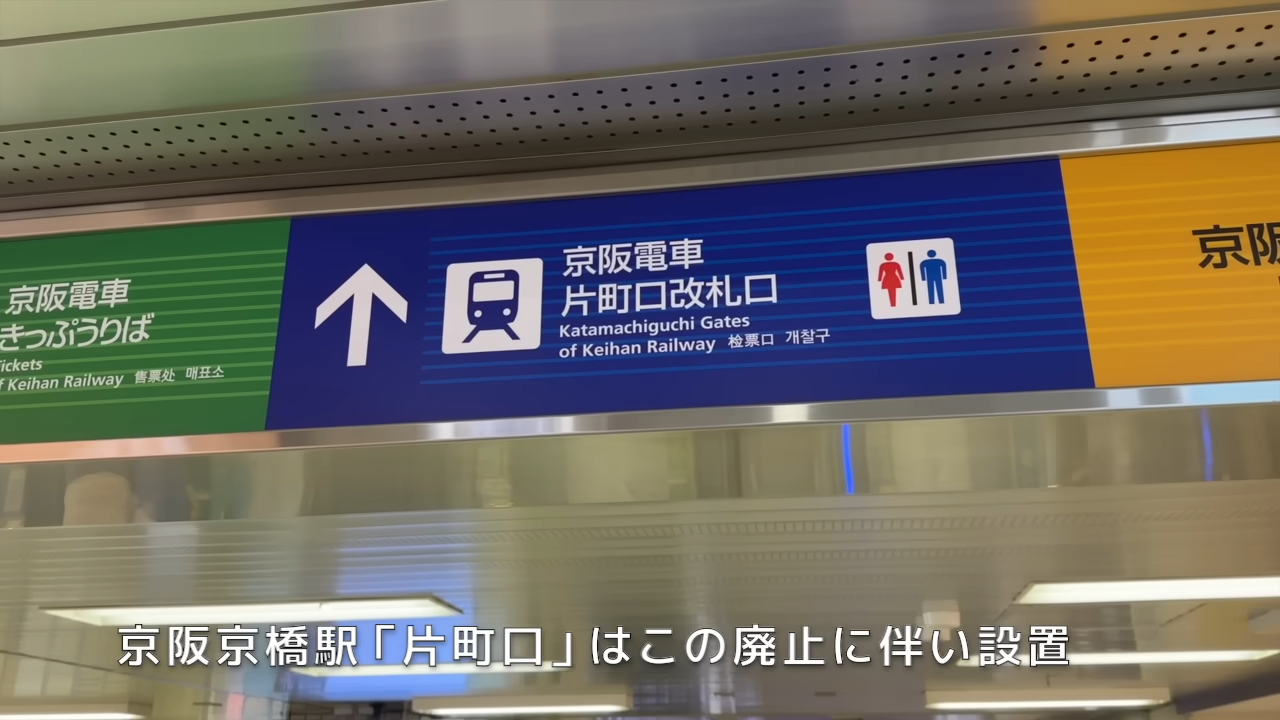 京阪電車
きっぷうりば
Tickets
of Keihan Railway 售票处 매표소
京阪電車
片町口改札口
Katamachiguchi Gates
of Keihan Railway 检票口 개찰구
京阪
京阪京橋駅「片町口」はこの廃止に伴い設置